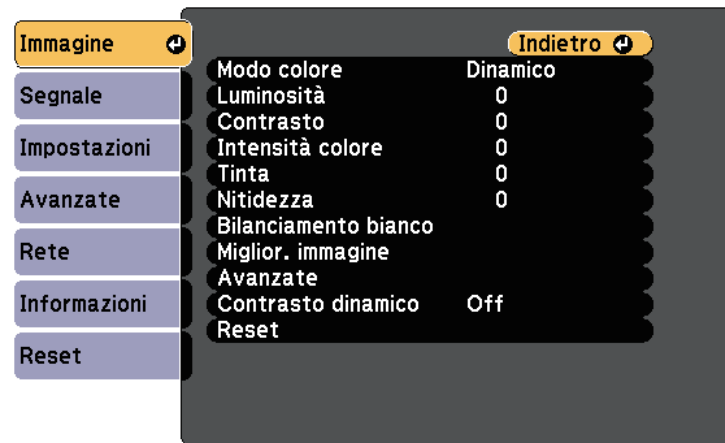 Immagine
Segnale
Impostazioni
Avanzate
Rete
Informazioni
Reset
Indietro
Modo colore Dinamico
Luminosità 0
Contrasto 0
Intensità colore 0
Tinta 0
Nitidezza 0
Bilanciamento bianco
Miglior. immagine
Avanzate
Contrasto dinamico Off
Reset